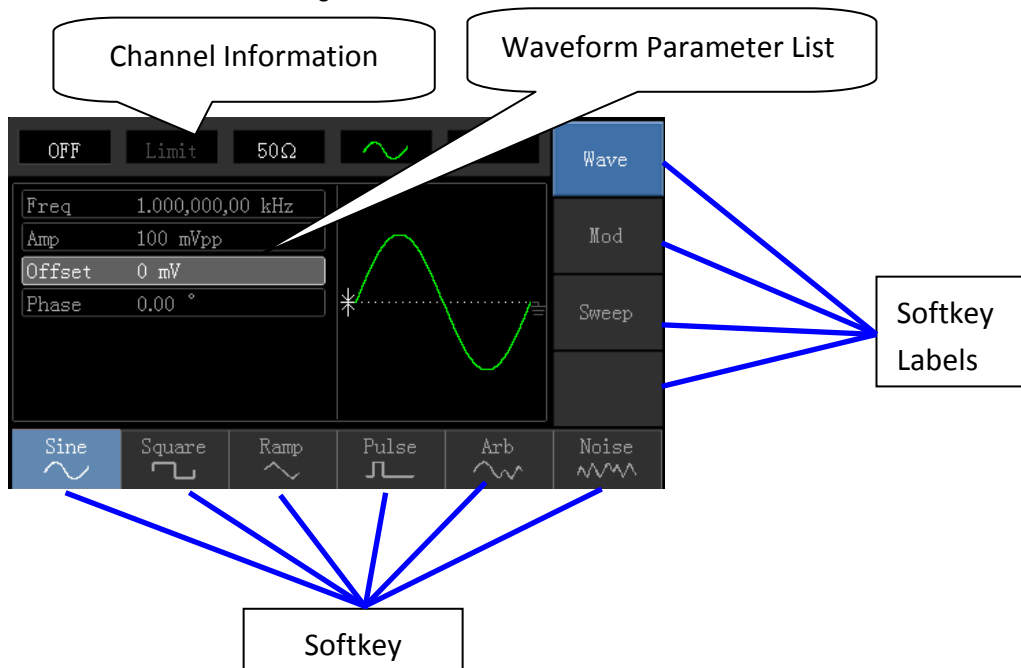 Channel Information
Waveform Parameter List
OFF Limit 50Ω
Wave
Freq 1.000,000,00 kHz
Amp 100 mVpp
Offset 0 mV
Phase 0.00 °
Mod
Sweep
Softkey
Labels
Sine Square Ramp Pulse Arb Noise
Softkey